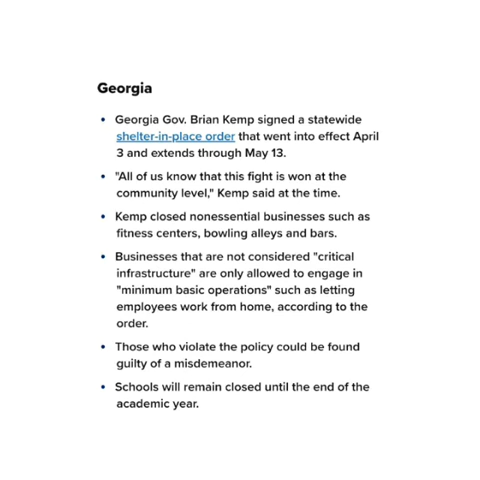 Georgia
• Georgia Gov. Brian Kemp signed a statewide
shelter-in-place order that went into effect April
3 and extends through May 13.
• "All of us know that this fight is won at the
community level," Kemp said at the time.
• Kemp closed nonessential businesses such as
fitness centers, bowling alleys and bars.
• Businesses that are not considered "critical
infrastructure" are only allowed to engage in
"minimum basic operations" such as letting
employees work from home, according to the
order.
• Those who violate the policy could be found
guilty of a misdemeanor.
• Schools will remain closed until the end of the
academic year.